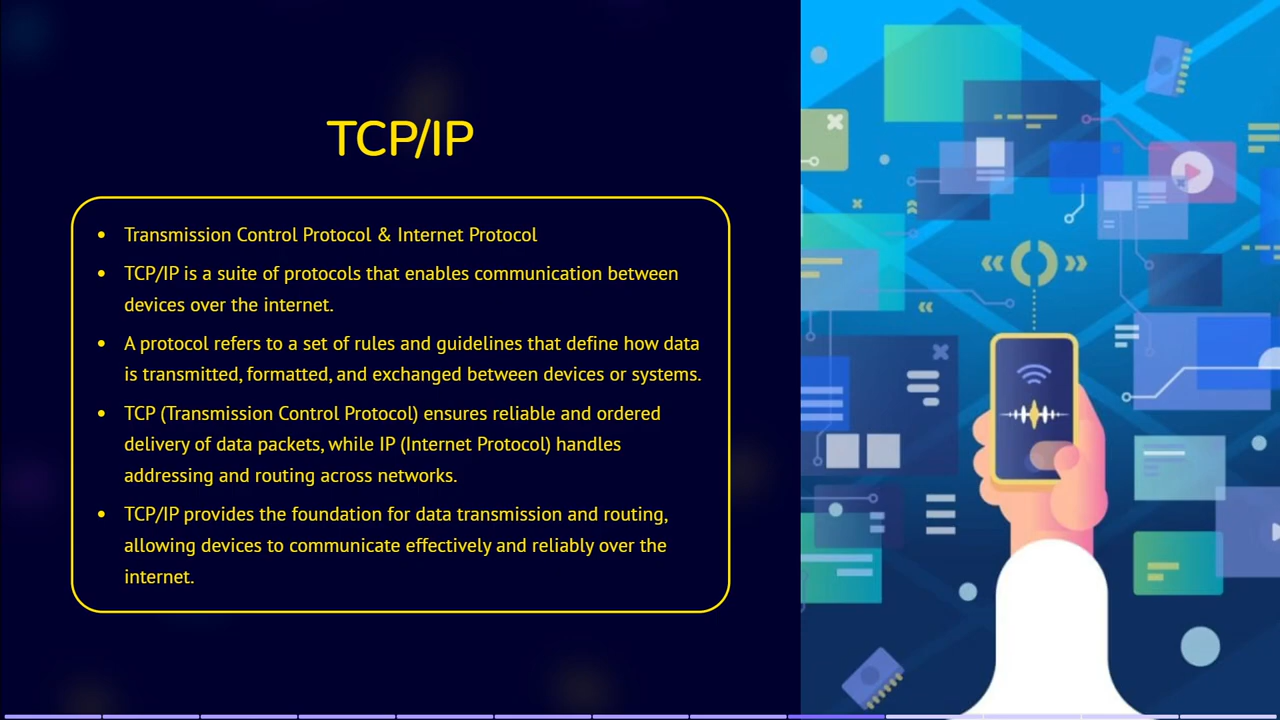 TCP/IP
• Transmission Control Protocol & Internet Protocol
• TCP/IP is a suite of protocols that enables communication between
devices over the internet.
• A protocol refers to a set of rules and guidelines that define how data
is transmitted, formatted, and exchanged between devices or systems.
• TCP (Transmission Control Protocol) ensures reliable and ordered
delivery of data packets, while IP (Internet Protocol) handles
addressing and routing across networks.
• TCP/IP provides the foundation for data transmission and routing,
allowing devices to communicate effectively and reliably over the
internet.